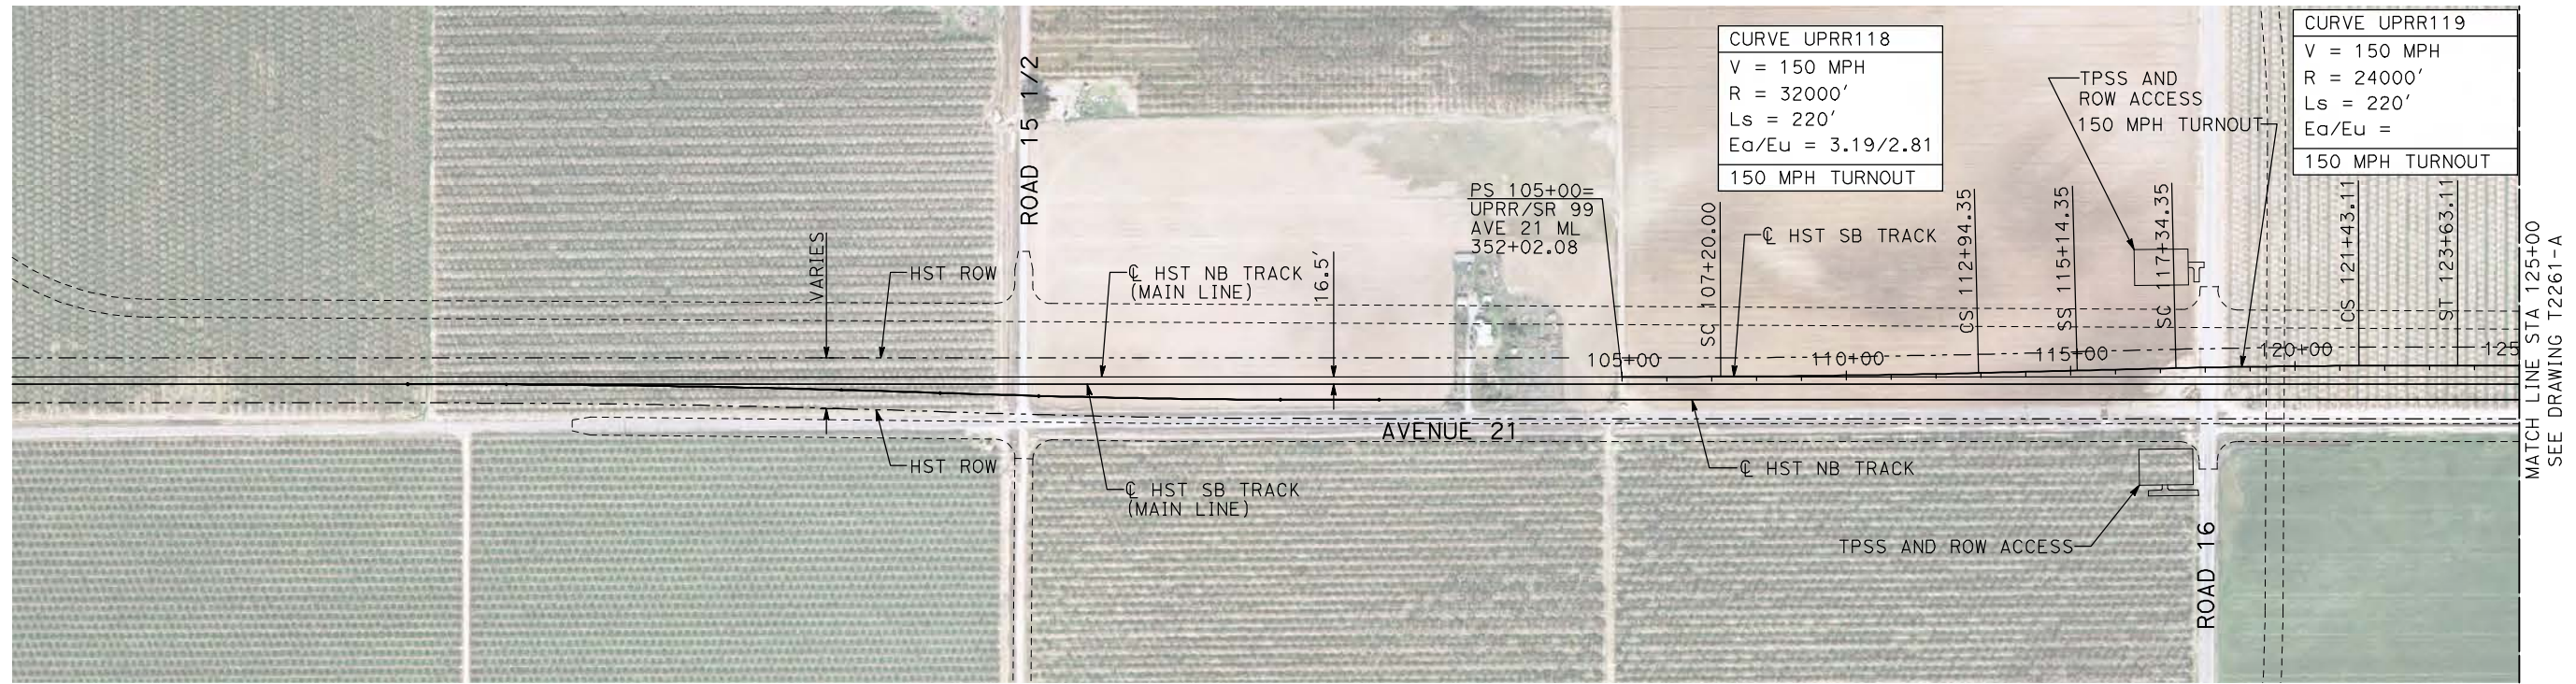 CURVE UPRR118
V = 150 MPH
R = 32000'
Ls = 220'
Ea/Eu = 3.19/2.81
150 MPH TURNOUT
CURVE UPRR119
V = 150 MPH
R = 24000'
Ls = 220'
Ea/Eu =
150 MPH TURNOUT
TPSS AND
ROW ACCESS
150 MPH TURNOUT
ROAD 15 1/2
PS 105+00=
UPRR/SR 99
AVE 21 ML
352+02.08
VARIES
HST ROW
℄ HST NB TRACK
(MAIN LINE)
16.5'
SC 107+20.00
℄ HST SB TRACK
CS 112+94.35
SS 115+14.35
SC 117+34.35
CS 121+43.11
ST 123+63.11
105+00
110+00
115+00
120+00
125
MATCH LINE STA 125+00
SEE DRAWING T2261-A
AVENUE 21
HST ROW
℄ HST SB TRACK
(MAIN LINE)
℄ HST NB TRACK
TPSS AND ROW ACCESS
ROAD 16